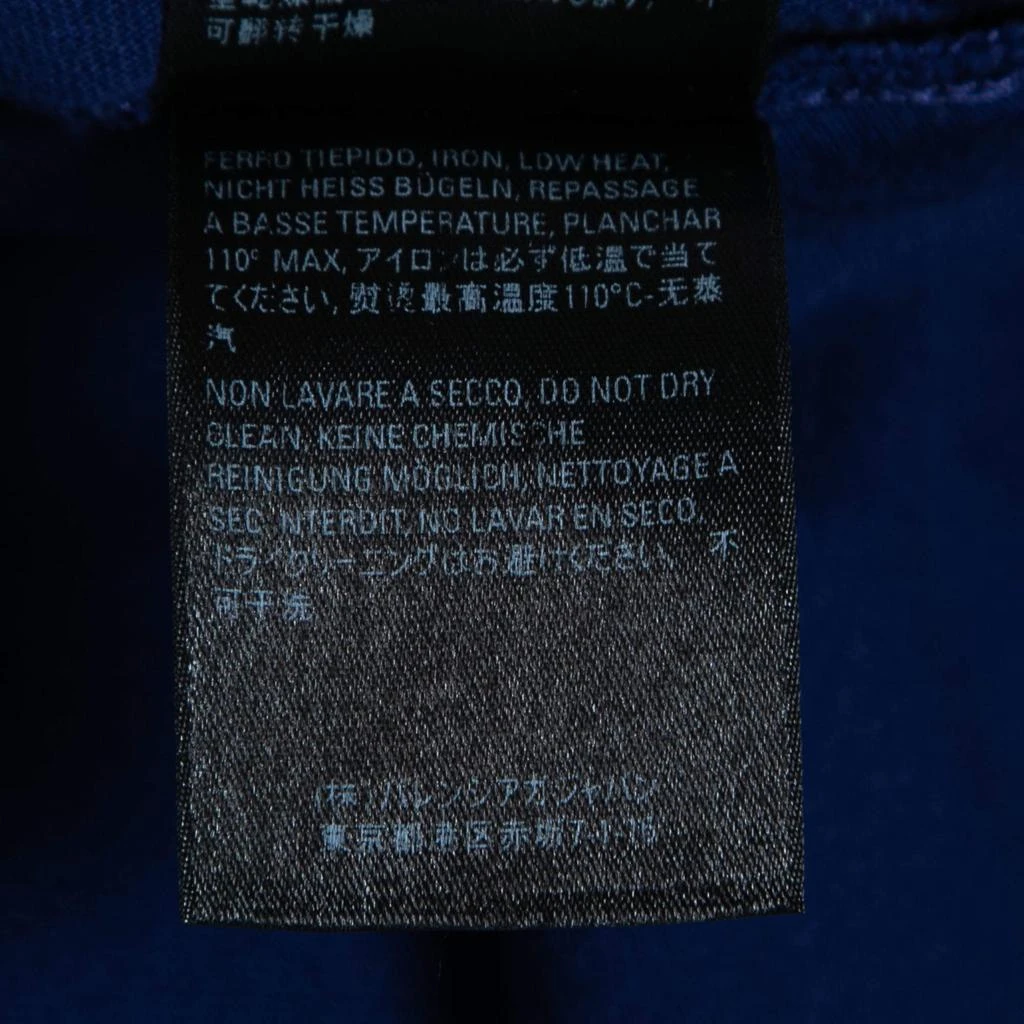 可翻转干燥
FERRO TIEPIDO, IRON, LOW HEAT,
NICHT HEISS BÜGELN, REPASSAGE
A BASSE TEMPERATURE, PLANCHAR
110° MAX, アイロンは必ず低温で当て
てください, 熨烫最高温度110°C-无蒸
汽
NON LAVARE A SECCO, DO NOT DRY
CLEAN, KEINE CHEMISCHE
REINIGUNG MÖGLICH, NETTOYAGE A
SEC INTERDIT, NO LAVAR EN SECO,
ドライクリーニングはお避けください, 不
可干洗
(株) バレンシアガ ジャパン
東京都港区赤坂7-1-16